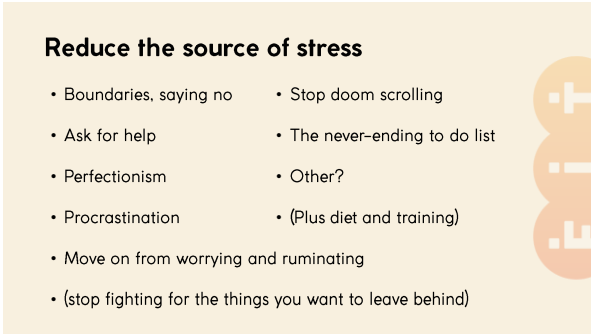 Reduce the source of stress
• Boundaries, saying no
• Ask for help
• Perfectionism
• Procrastination
• Stop doom scrolling
• The never-ending to do list
• Other?
• (Plus diet and training)
• Move on from worrying and ruminating
• (stop fighting for the things you want to leave behind)